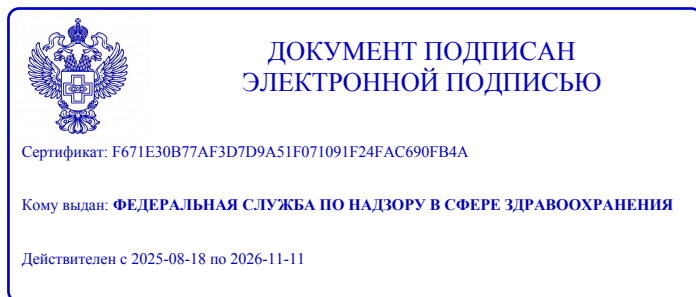 ДОКУМЕНТ ПОДПИСАН
ЭЛЕКТРОННОЙ ПОДПИСЬЮ
Сертификат: F671E30B77AF3D7D9A51F071091F24FAC690FB4A
Кому выдан: ФЕДЕРАЛЬНАЯ СЛУЖБА ПО НАДЗОРУ В СФЕРЕ ЗДРАВООХРАНЕНИЯ
Действителен с 2025-08-18 по 2026-11-11